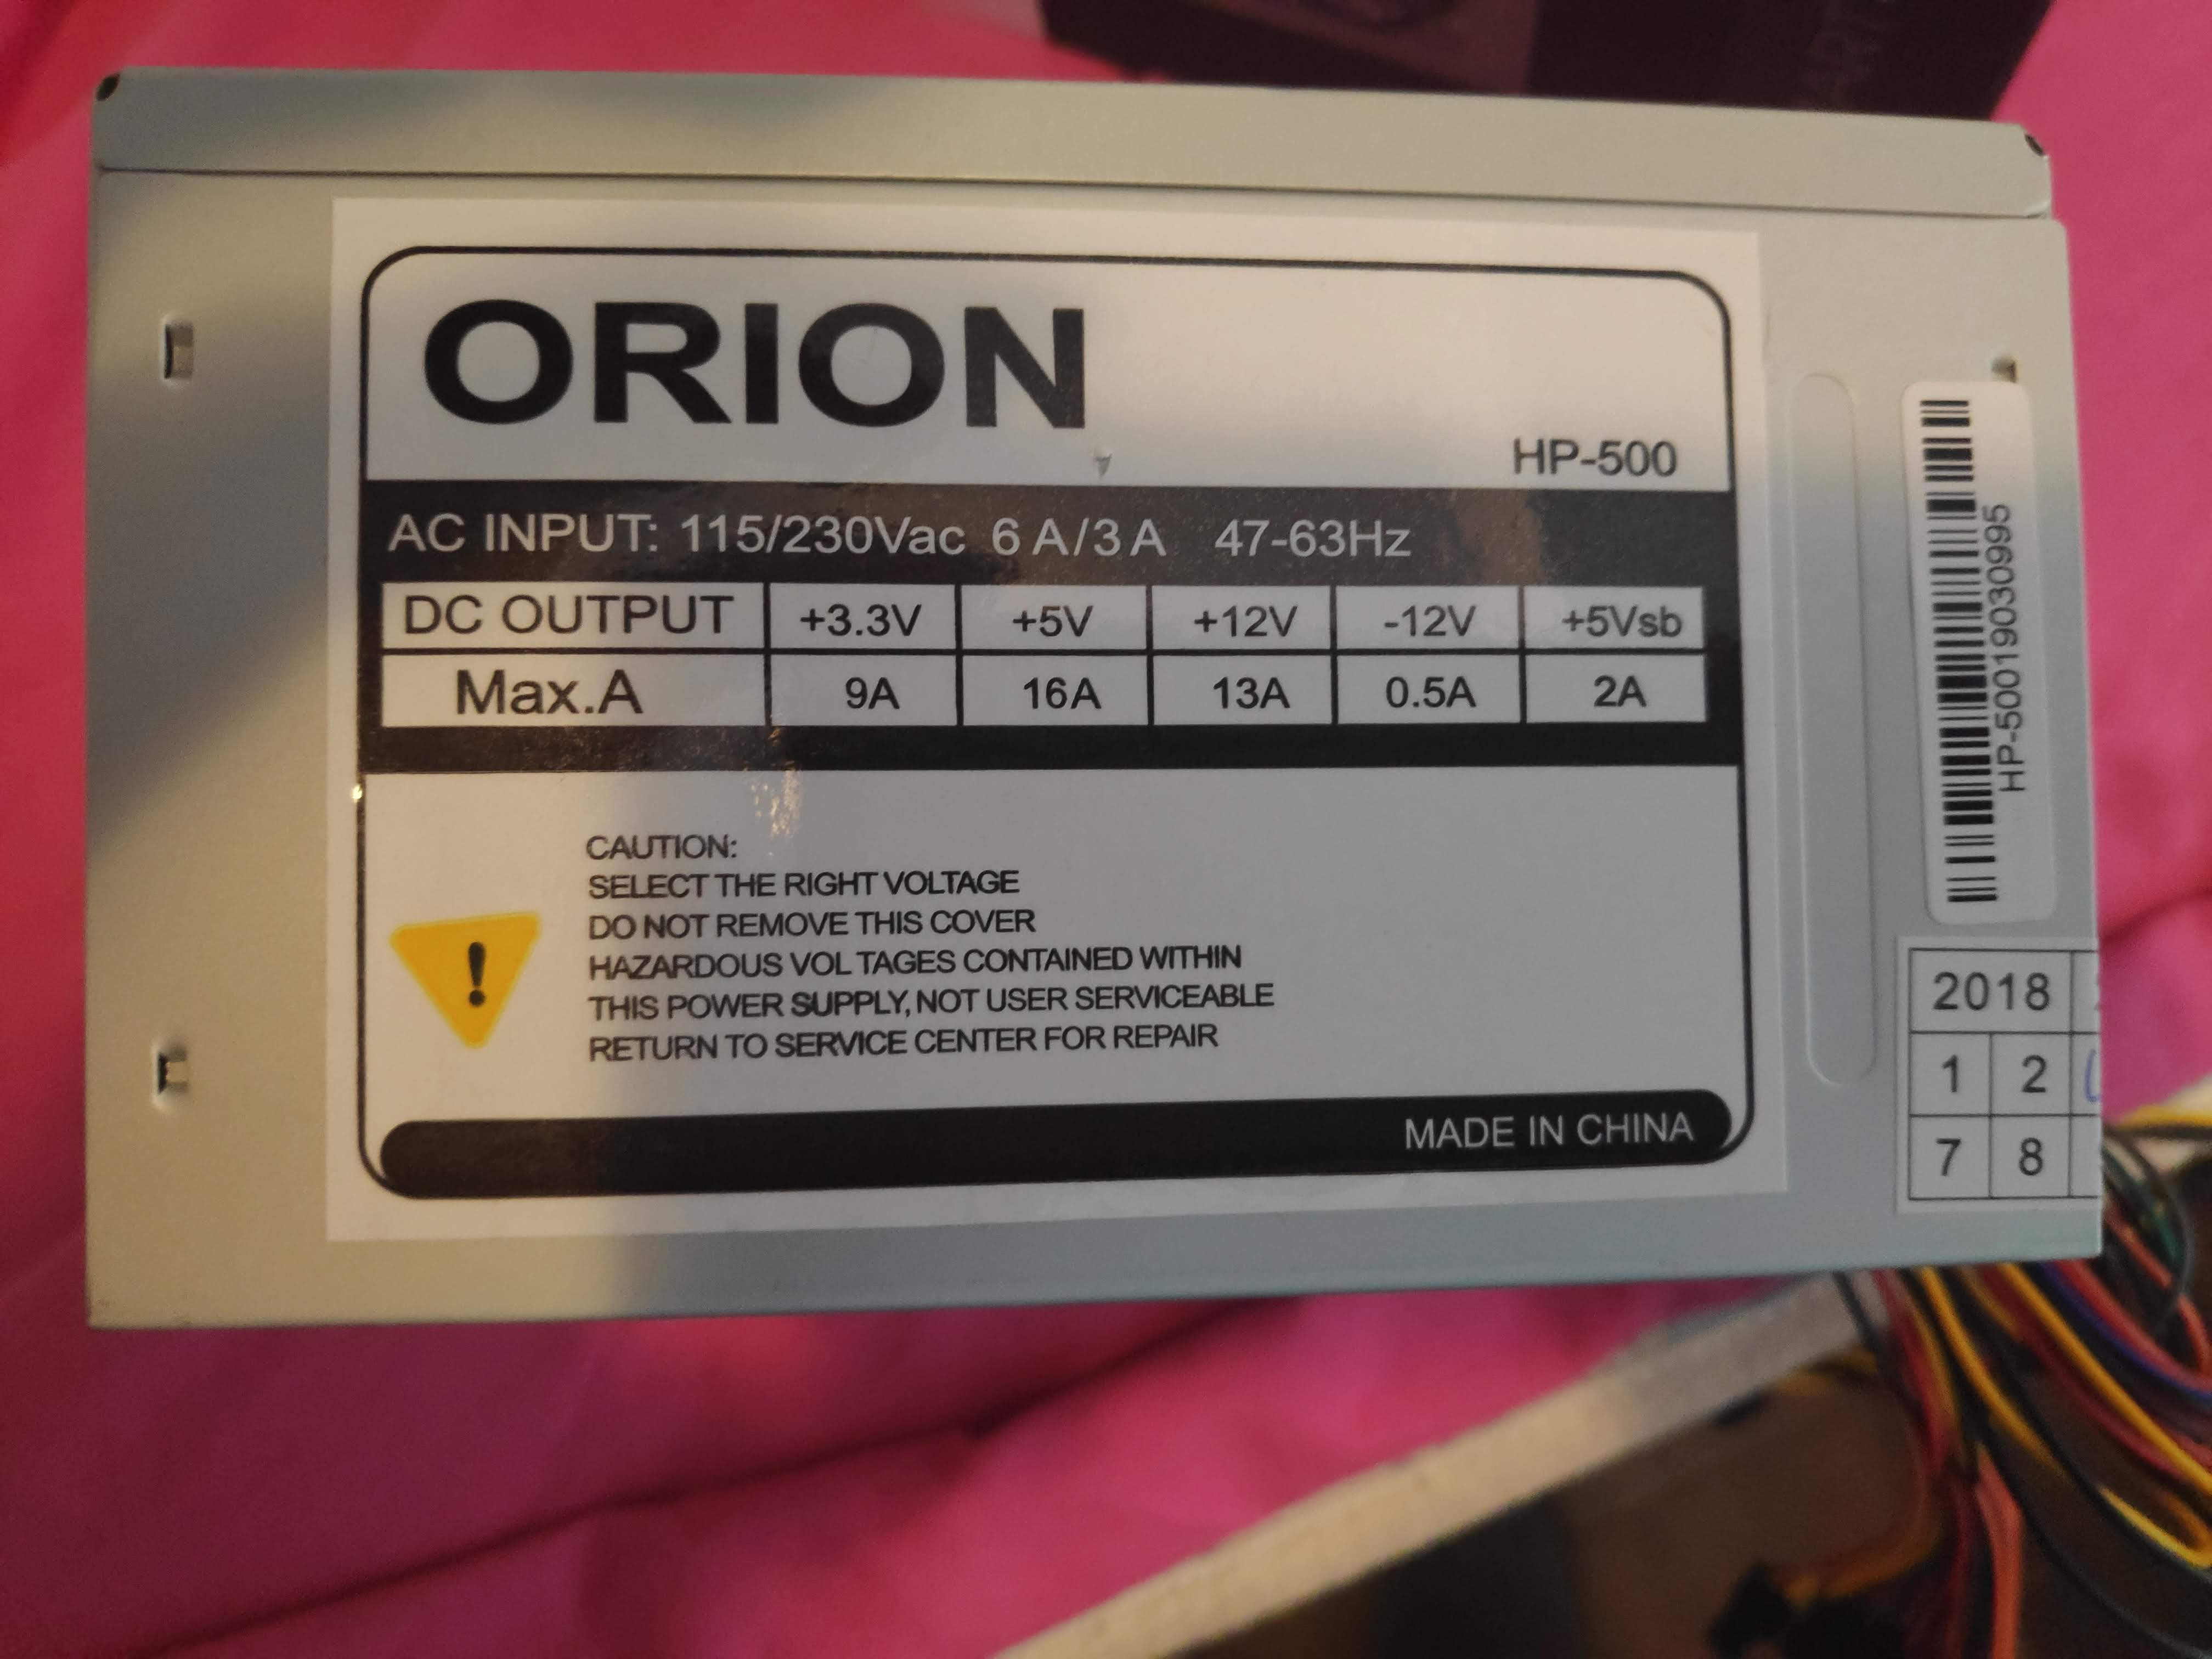 ORION
HP-500
AC INPUT: 115/230Vac 6 A/3 A 47-63Hz
DC OUTPUT +3.3V +5V +12V -12V +5Vsb
Max.A 9A 16A 13A 0.5A 2A
CAUTION:
SELECT THE RIGHT VOLTAGE
DO NOT REMOVE THIS COVER
HAZARDOUS VOL TAGES CONTAINED WITHIN
THIS POWER SUPPLY, NOT USER SERVICEABLE
RETURN TO SERVICE CENTER FOR REPAIR
!
MADE IN CHINA
HP-50019030995
2018
1 2
7 8